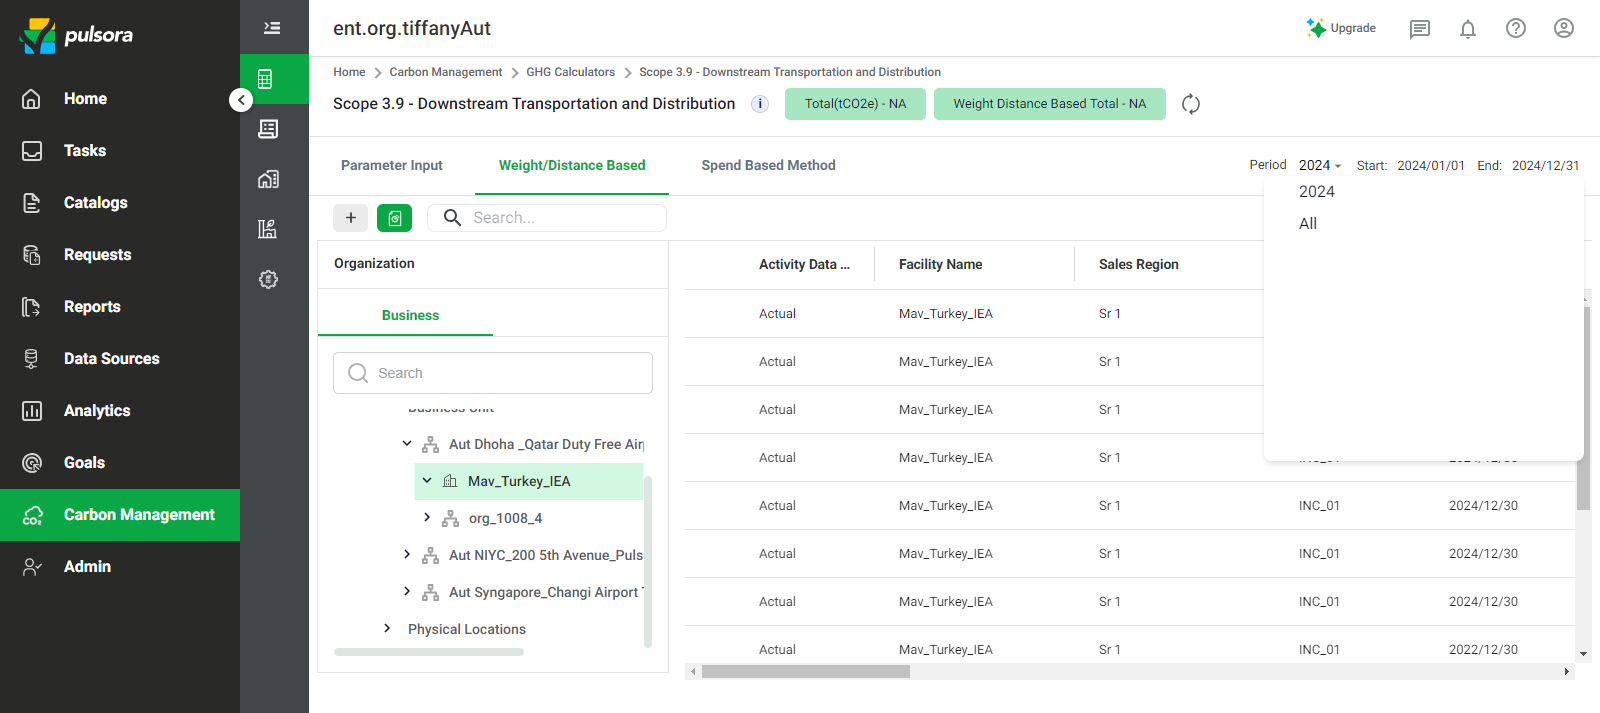 pulsora
Home
Tasks
Catalogs
Requests
Reports
Data Sources
Analytics
Goals
CO2
Carbon Management
Admin
ent.org.tiffanyAut
Upgrade
Home > Carbon Management > GHG Calculators > Scope 3.9 - Downstream Transportation and Distribution
Scope 3.9 - Downstream Transportation and Distribution i Total(tCO2e) - NA Weight Distance Based Total - NA
Parameter Input Weight/Distance Based Spend Based Method
Period 2024 Start: 2024/01/01 End: 2024/12/31
2024
All
+ Search...
Organization
Business
Search
Business Unit
Aut Dhoha _Qatar Duty Free Air
Mav_Turkey_IEA
org_1008_4
Aut NIYC_200 5th Avenue_Puls
Aut Syngapore_Changi Airport
Physical Locations
Activity Data ... Facility Name Sales Region
Actual Mav_Turkey_IEA Sr 1
Actual Mav_Turkey_IEA Sr 1
Actual Mav_Turkey_IEA Sr 1
Actual Mav_Turkey_IEA Sr 1 INC_01 2024/12/30
Actual Mav_Turkey_IEA Sr 1 INC_01 2024/12/30
Actual Mav_Turkey_IEA Sr 1 INC_01 2024/12/30
Actual Mav_Turkey_IEA Sr 1 INC_01 2024/12/30
Actual Mav_Turkey_IEA Sr 1 INC_01 2022/12/30